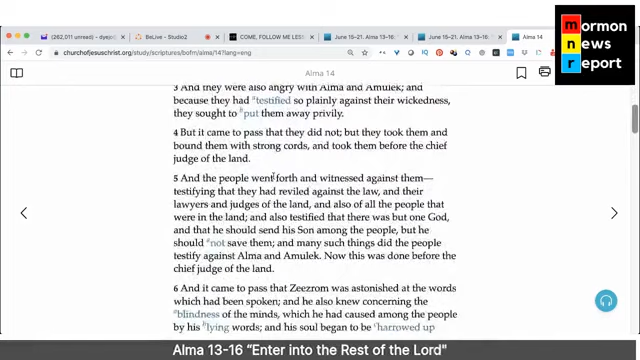 (262,011 unread) - dyejo
BeLive - Studio2
COME, FOLLOW ME LESSON
June 15–21. Alma 13–16:
June 15–21. Alma 13–16:
Alma 14
churchofjesuschrist.org/study/scriptures/bofm/alma/14?lang=eng
mormon
news
report
m
n
r
Alma 14
3 And they were also angry with Alma and Amulek; and
because they had a testified so plainly against their wickedness,
they sought to b put them away privily.
4 But it came to pass that they did not; but they took them and
bound them with strong cords, and took them before the chief
judge of the land.
5 And the people went forth and witnessed against them—
testifying that they had reviled against the law, and their
lawyers and judges of the land, and also of all the people that
were in the land; and also testified that there was but one God,
and that he should send his Son among the people, but he
should a not save them; and many such things did the people
testify against Alma and Amulek. Now this was done before the
chief judge of the land.
6 And it came to pass that Zeezrom was astonished at the words
which had been spoken; and he also knew concerning the
a blindness of the minds, which he had caused among the people
by his b lying words; and his soul began to be c harrowed up
Alma 13-16 “Enter into the Rest of the Lord"